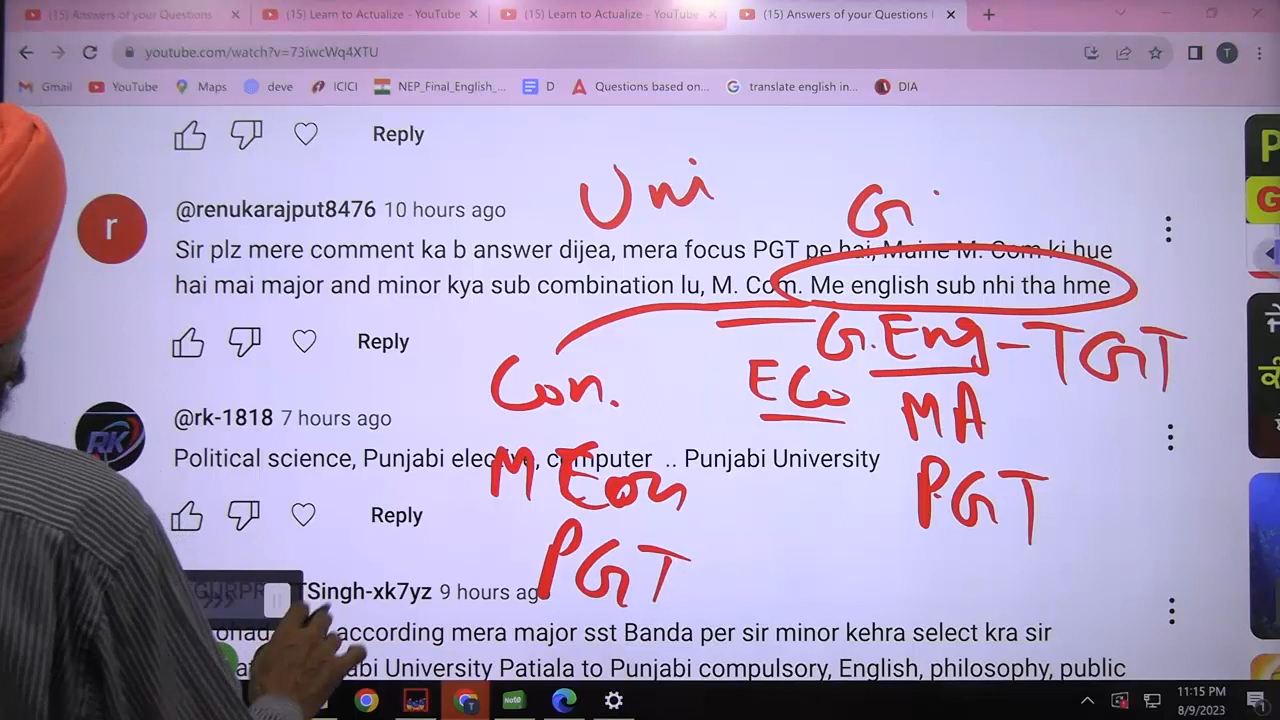 (15) Answers of your Questions
(15) Learn to Actualize - YouTube
(15) Learn to Actualize - YouTube
(15) Answers of your Questions
youtube.com/watch?v=73iwcWq4XTU
T
Gmail YouTube Maps deve ICICI NEP_Final_English_... D Questions based on... translate english in... DIA
Reply
Uni G
r
@renukarajput8476 10 hours ago
Sir plz mere comment ka b answer dijea, mera focus PGT pe hai, Maine M. Com ki hue
hai mai major and minor kya sub combination lu, M. Com. Me english sub nhi tha hme
Reply
G.Eng-TGT
Com. Eco MA
RK
@rk-1818 7 hours ago
Political science, Punjabi elective, computer .. Punjabi University
PGT
Reply
PGT
TSingh-xk7yz 9 hours ago
according mera major sst Banda per sir minor kehra select kra sir
University Patiala to Punjabi compulsory, English, philosophy, public
11:15 PM
8/9/2023
P
G